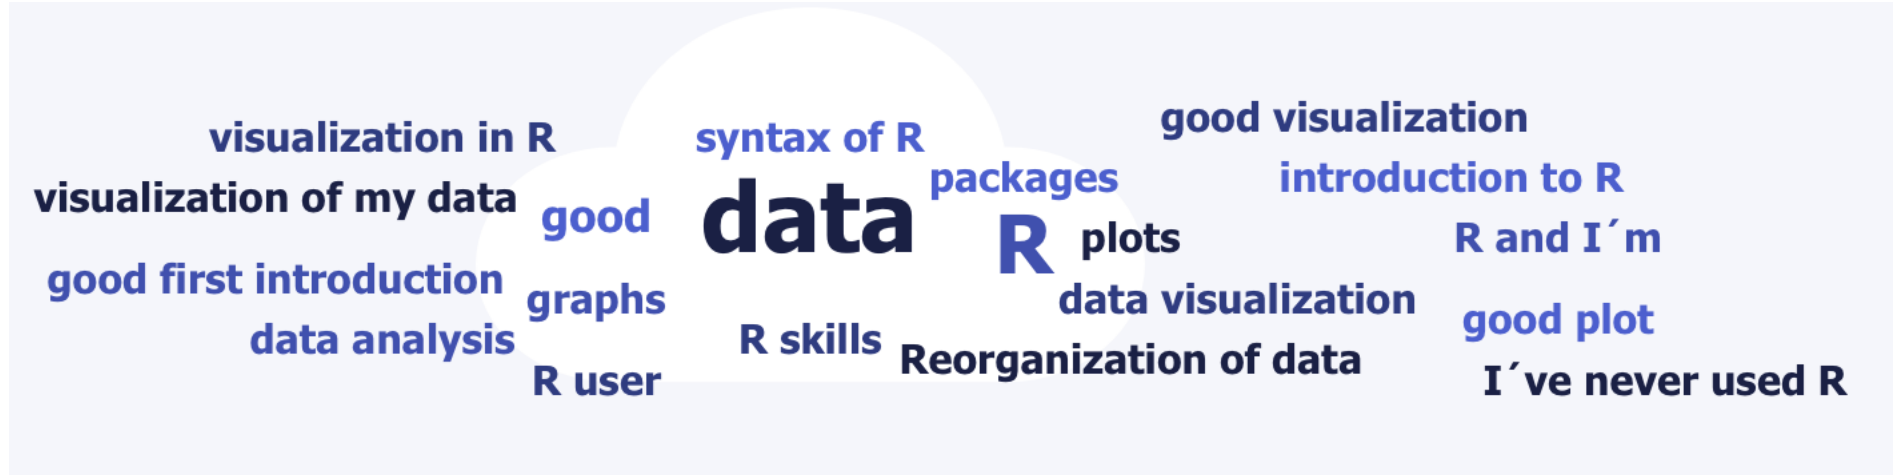 good visualization
visualization in R
syntax of R
packages
introduction to R
visualization of my data
good
data
R
plots
R and I´m
good first introduction
graphs
data visualization
good plot
data analysis
R skills
Reorganization of data
R user
I´ve never used R